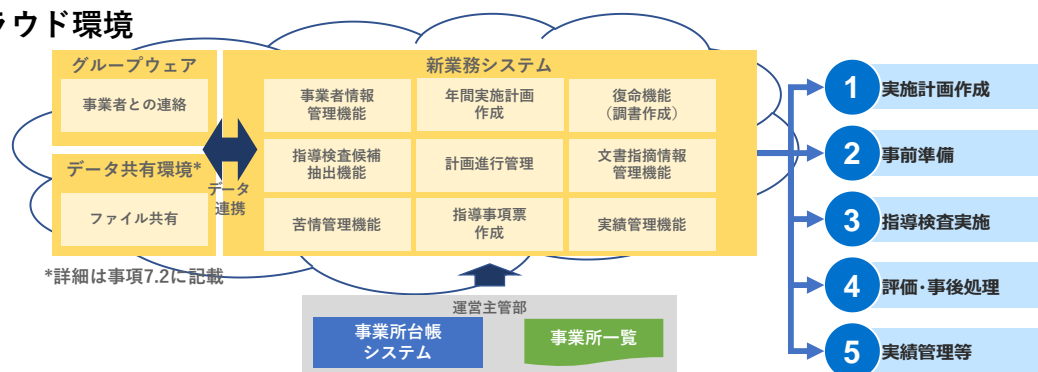 ラウド環境
グループウェア
事業者との連絡
データ共有環境*
ファイル共有
データ
連携
新業務システム
事業者情報
管理機能
年間実施計画
作成
復命機能
（調書作成）
指導検査候補
抽出機能
計画進行管理
文書指摘情報
管理機能
苦情管理機能
指導事項票
作成
実績管理機能
*詳細は事項7.2に記載
運営主管部
事業所台帳
システム
事業所一覧
1 実施計画作成
2 事前準備
3 指導検査実施
4 評価・事後処理
5 実績管理等